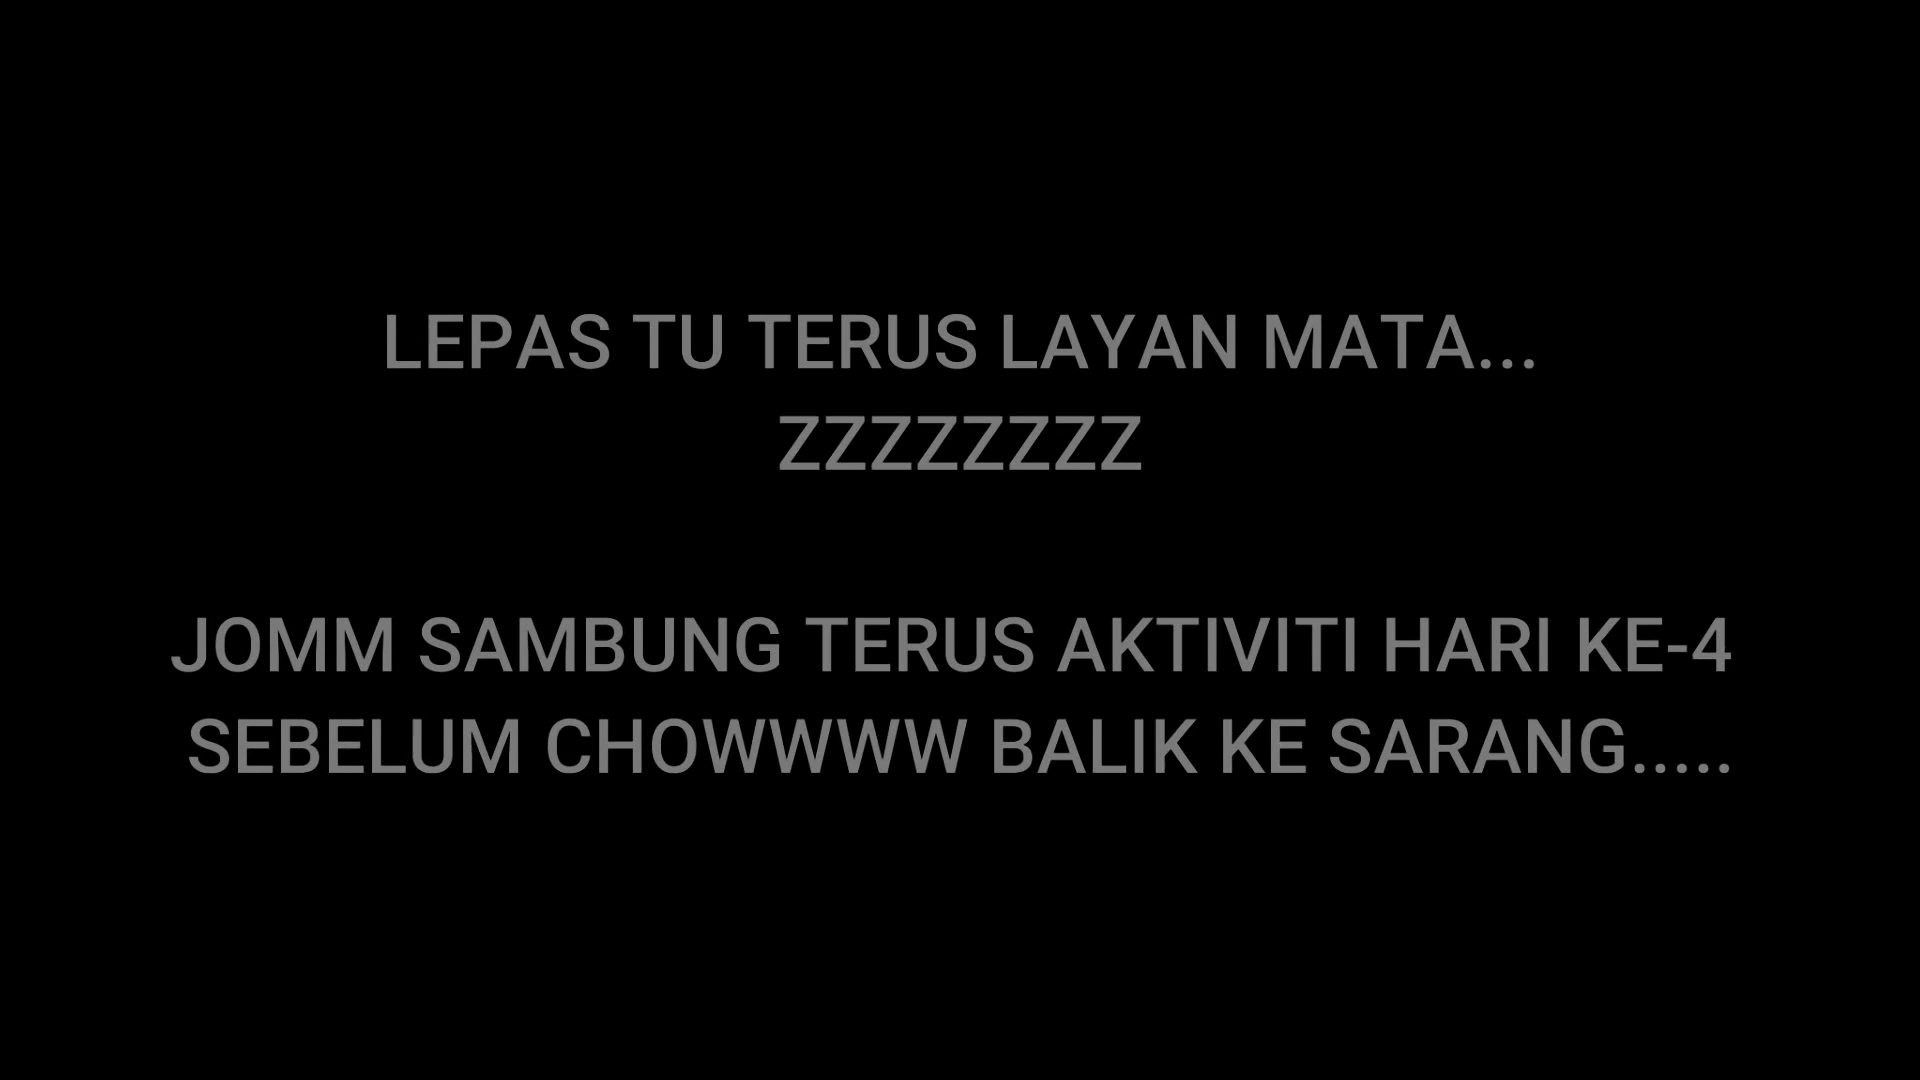 LEPAS TU TERUS LAYAN MATA...
ZZZZZZZZ
JOMM SAMBUNG TERUS AKTIVITI HARI KE-4
SEBELUM CHOWWWW BALIK KE SARANG.....